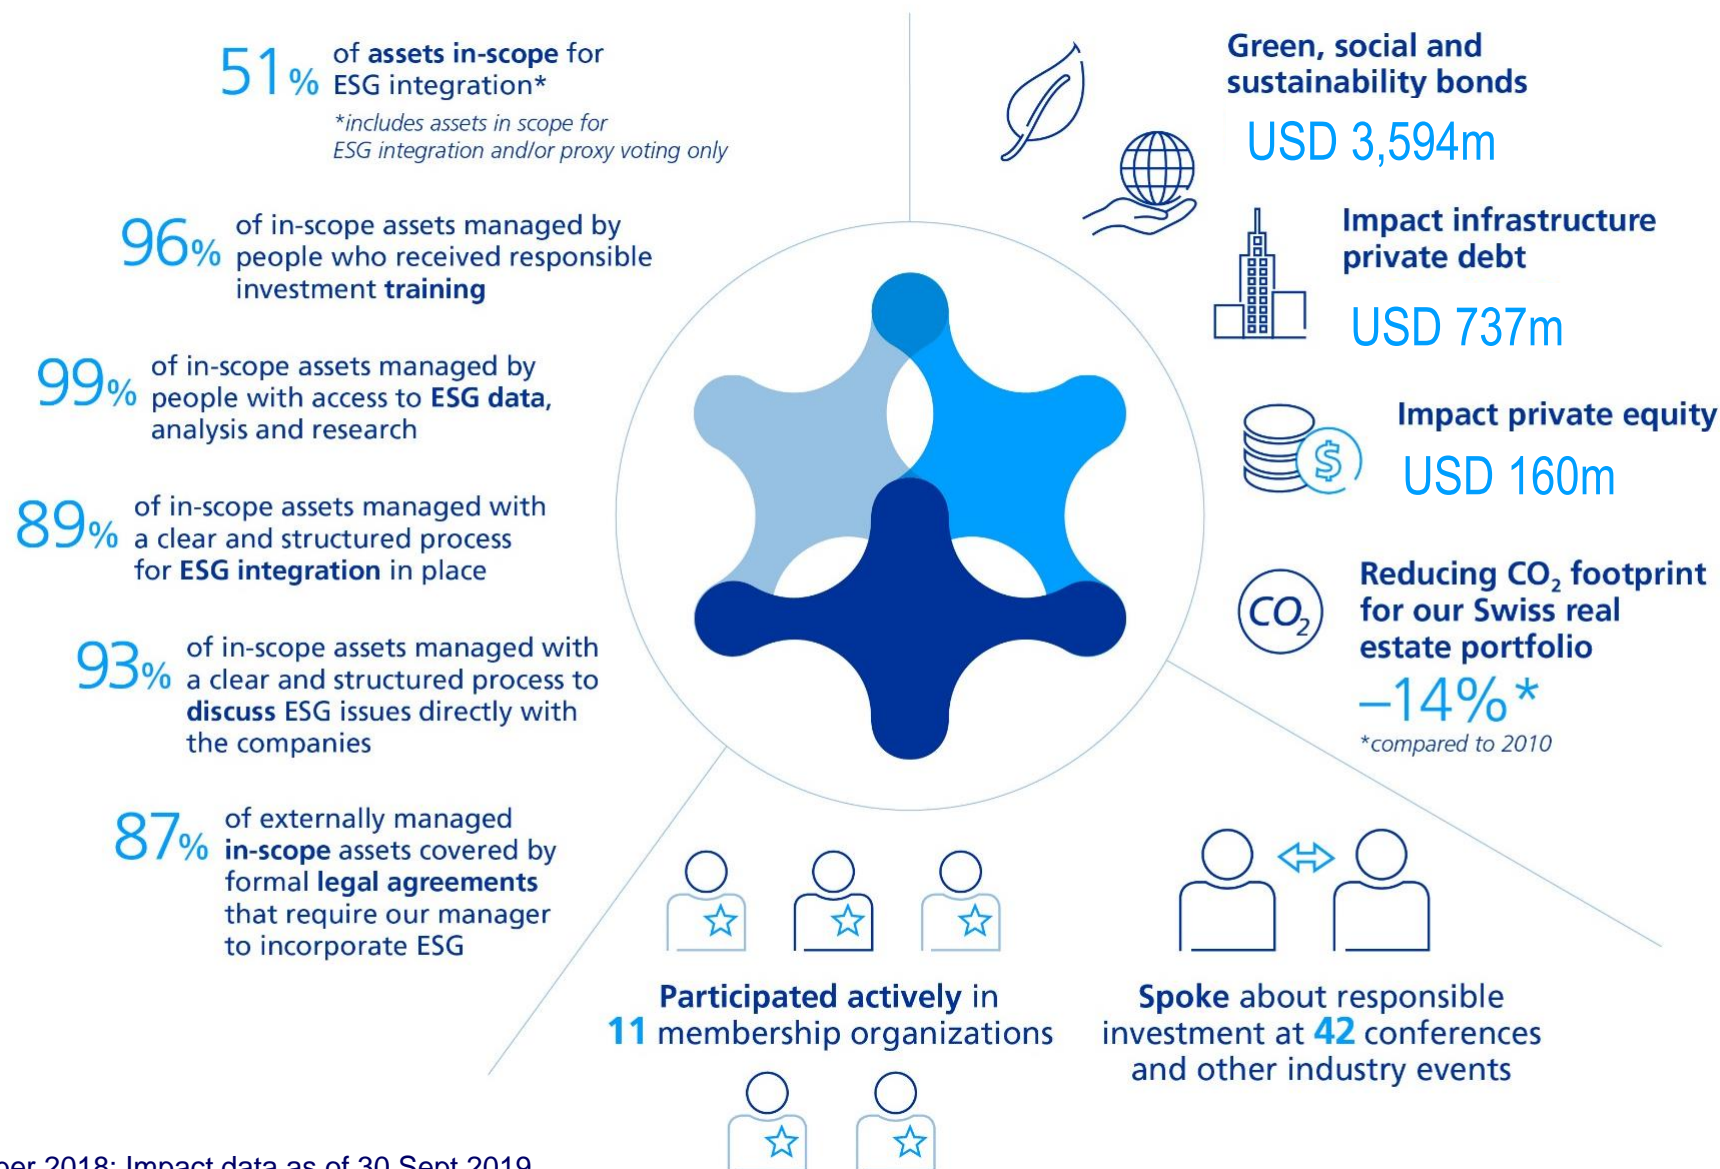 51% of assets in-scope for
ESG integration*
*includes assets in scope for
ESG integration and/or proxy voting only
96% of in-scope assets managed by
people who received responsible
investment training
99% of in-scope assets managed by
people with access to ESG data,
analysis and research
89% of in-scope assets managed with
a clear and structured process
for ESG integration in place
93% of in-scope assets managed with
a clear and structured process to
discuss ESG issues directly with
the companies
87% of externally managed
in-scope assets covered by
formal legal agreements
that require our manager
to incorporate ESG
Green, social and
sustainability bonds
USD 3,594m
Impact infrastructure
private debt
USD 737m
$
Impact private equity
USD 160m
CO₂
Reducing CO₂ footprint
for our Swiss real
estate portfolio
–14%*
*compared to 2010
Participated actively in
11 membership organizations
Spoke about responsible
investment at 42 conferences
and other industry events
2018; Impact data as of 30 Sept 2019